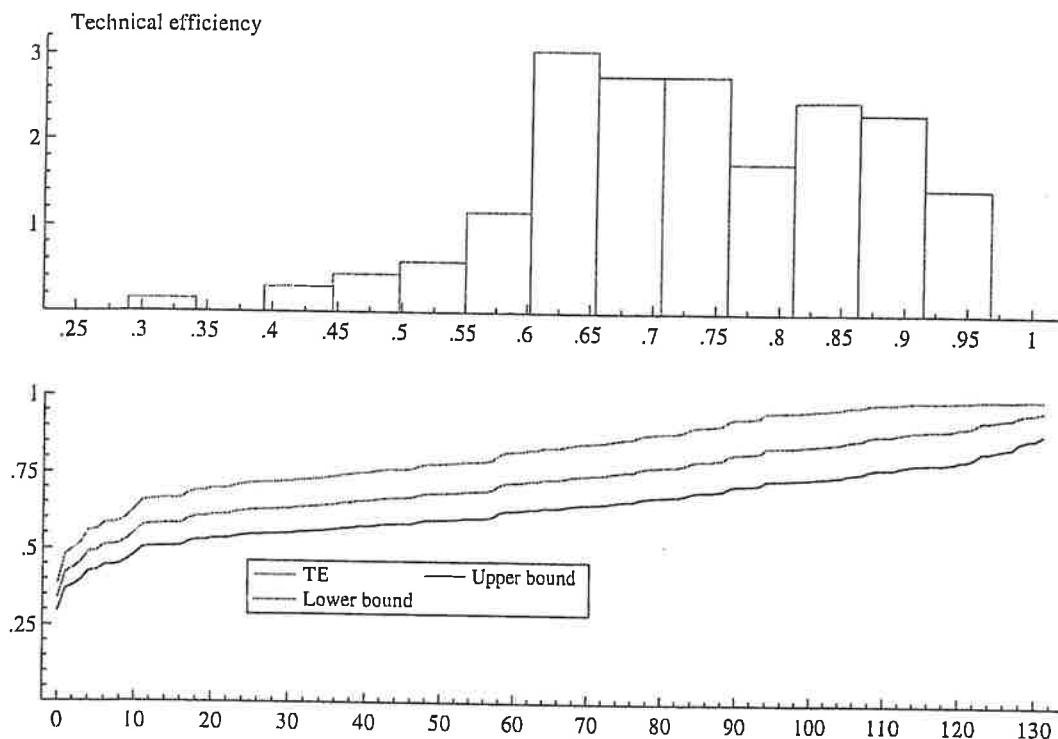 Technical efficiency
3
2
1
.25 .3 .35 .4 .45 .5 .55 .6 .65 .7 .75 .8 .85 .9 .95 1
1
.75
.5
.25
TE Upper bound
Lower bound
0 10 20 30 40 50 60 70 80 90 100 110 120 130